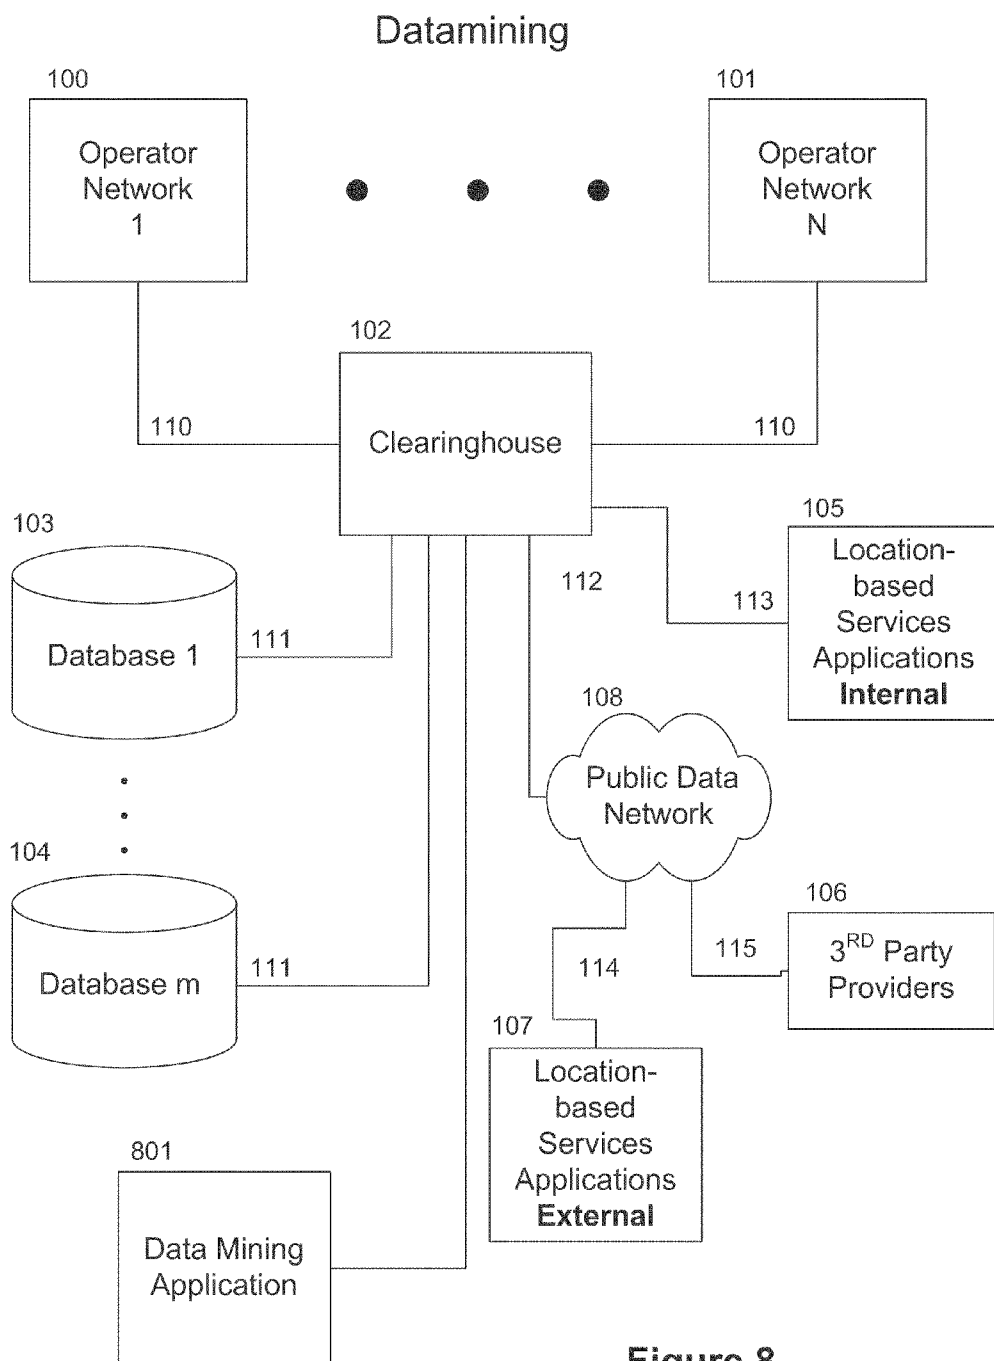 Datamining
100
Operator
Network
1
101
Operator
Network
N
102
Clearinghouse
110
110
103
Database 1
111
112
113
105
Location-
based
Services
Applications
Internal
108
Public Data
Network
104
Database m
111
106
3RD Party
Providers
114
115
107
Location-
based
Services
Applications
External
801
Data Mining
Application
Figure 8